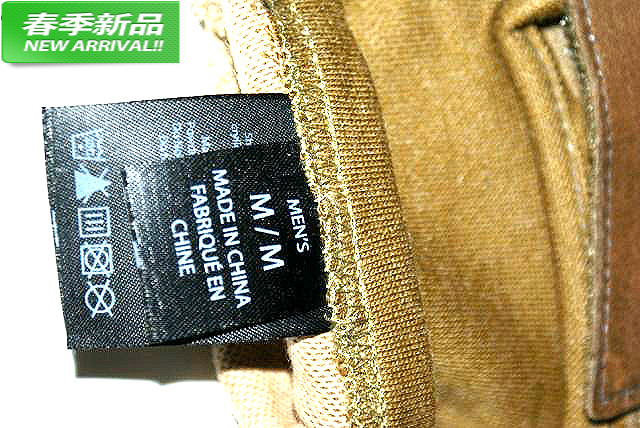 春季新品
NEW ARRIVAL!!
MEN'S
M / M
MADE IN CHINA
FABRIQUÉ EN
CHINE